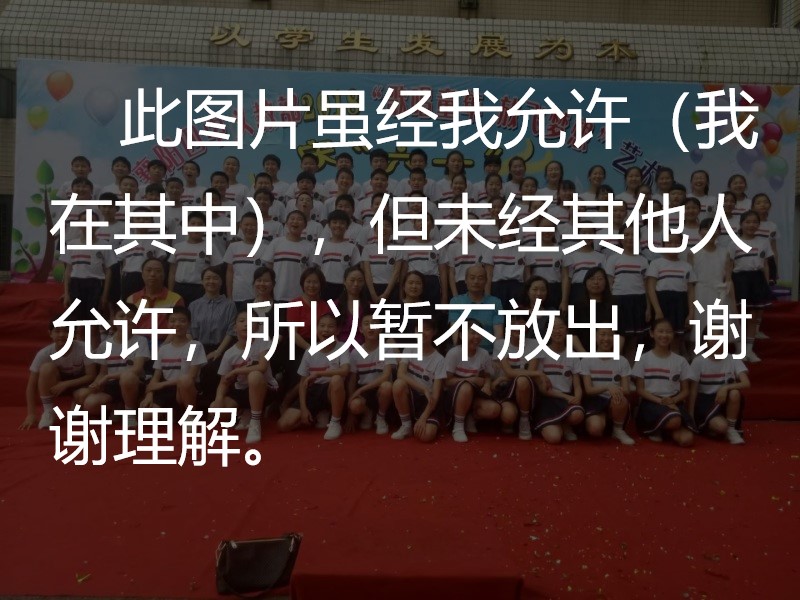 以学生发展为本
此图片虽经我允许（我
在其中），但未经其他人
允许，所以暂不放出，谢
谢理解。